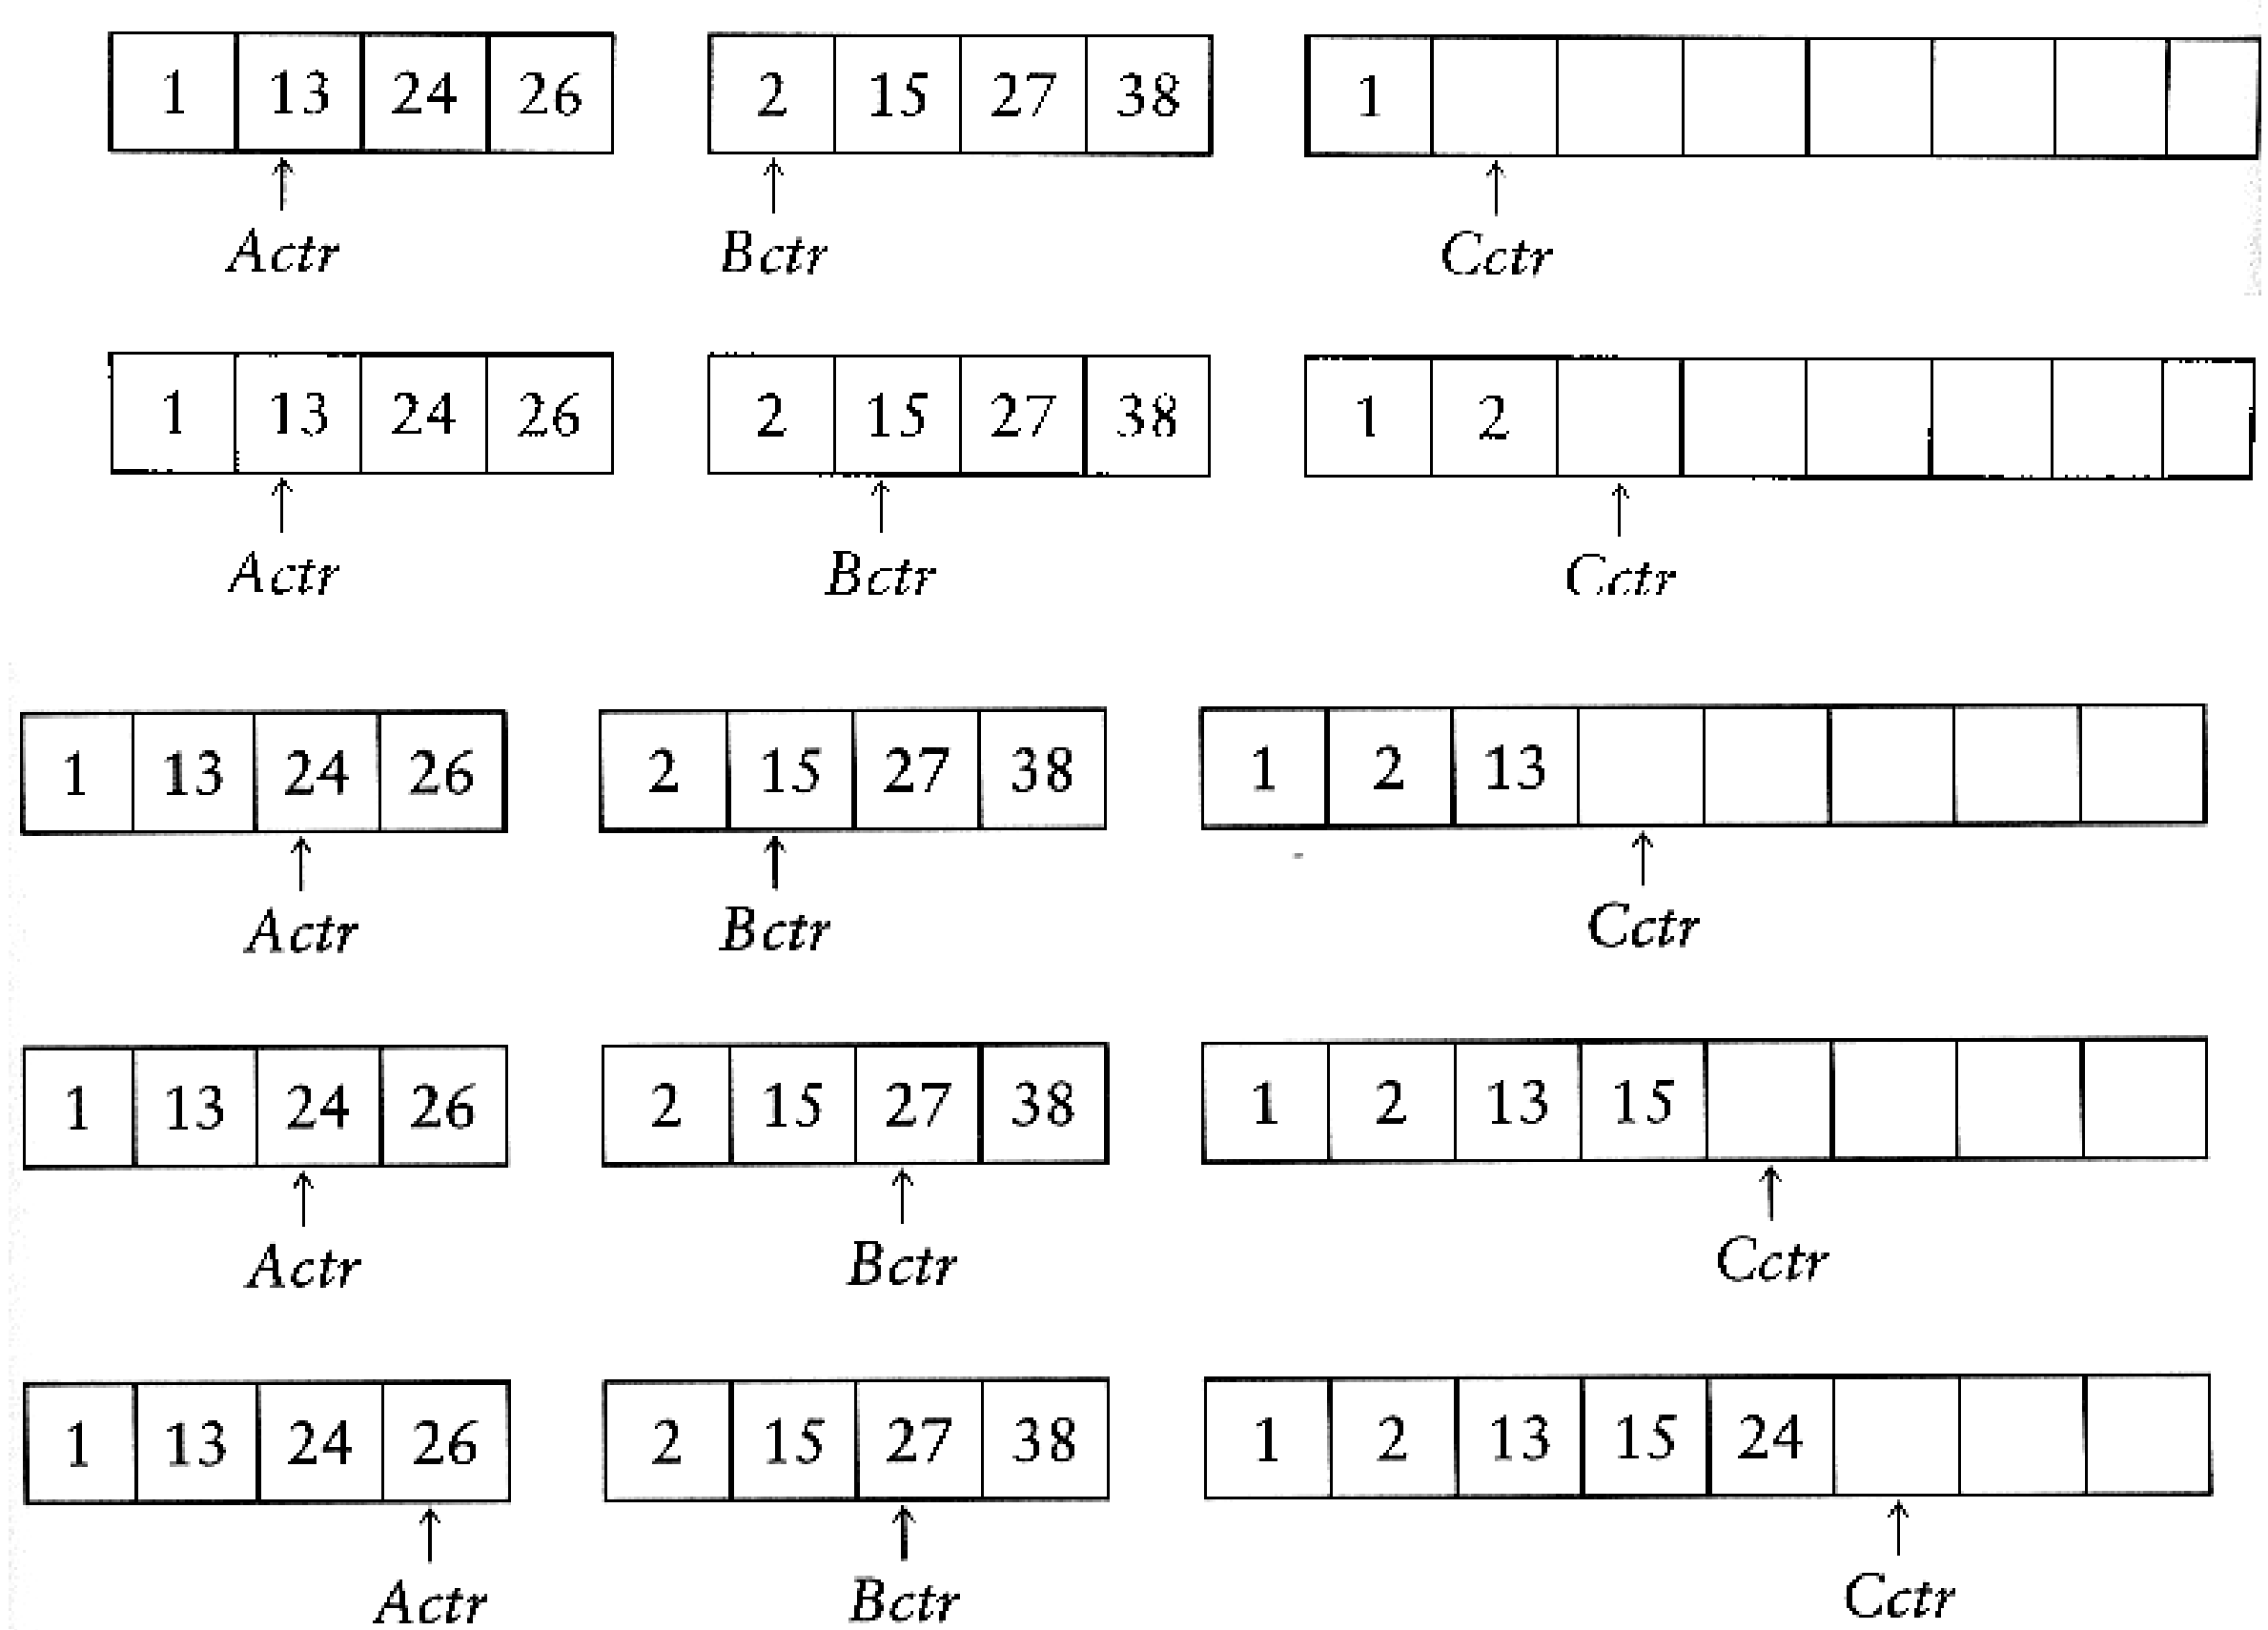 1 13 24 26 2 15 27 38 1
Actr Bctr Cctr
1 13 24 26 2 15 27 38 1 2
Actr Bctr Cctr
1 13 24 26 2 15 27 38 1 2 13
Actr Bctr Cctr
1 13 24 26 2 15 27 38 1 2 13 15
Actr Bctr Cctr
1 13 24 26 2 15 27 38 1 2 13 15 24
Actr Bctr Cctr